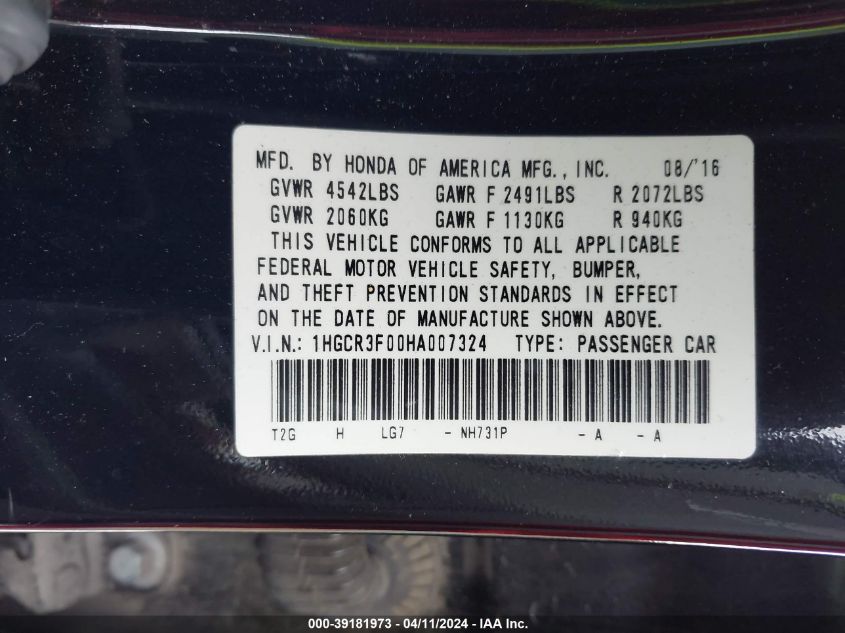 MFD. BY HONDA OF AMERICA MFG., INC. 08/'16
GVWR 4542LBS GAWR F 2491LBS R 2072LBS
GVWR 2060KG GAWR F 1130KG R 940KG
THIS VEHICLE CONFORMS TO ALL APPLICABLE
FEDERAL MOTOR VEHICLE SAFETY, BUMPER,
AND THEFT PREVENTION STANDARDS IN EFFECT
ON THE DATE OF MANUFACTURE SHOWN ABOVE.
V.I.N.: 1HGCR3F00HA007324 TYPE: PASSENGER CAR
T2G H LG7 - NH731P - A - A
000-39181973 - 04/11/2024 - IAA Inc.